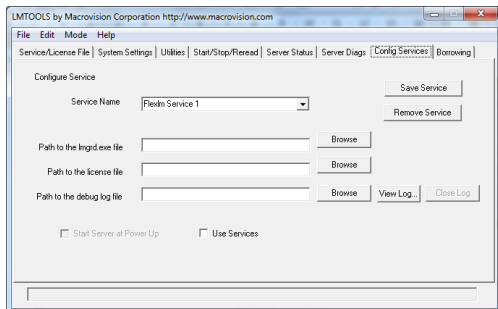 LMTOOLS by Macrovision Corporation http://www.macrovision.com
File Edit Mode Help
Service/License File System Settings Utilities Start/Stop/Reread Server Status Server Diags Config Services Borrowing
Configure Service
Save Service
Service Name Flexlm Service 1
Remove Service
Path to the lmgrd.exe file Browse
Path to the license file Browse
Path to the debug log file Browse View Log... Close Log
Start Server at Power Up Use Services